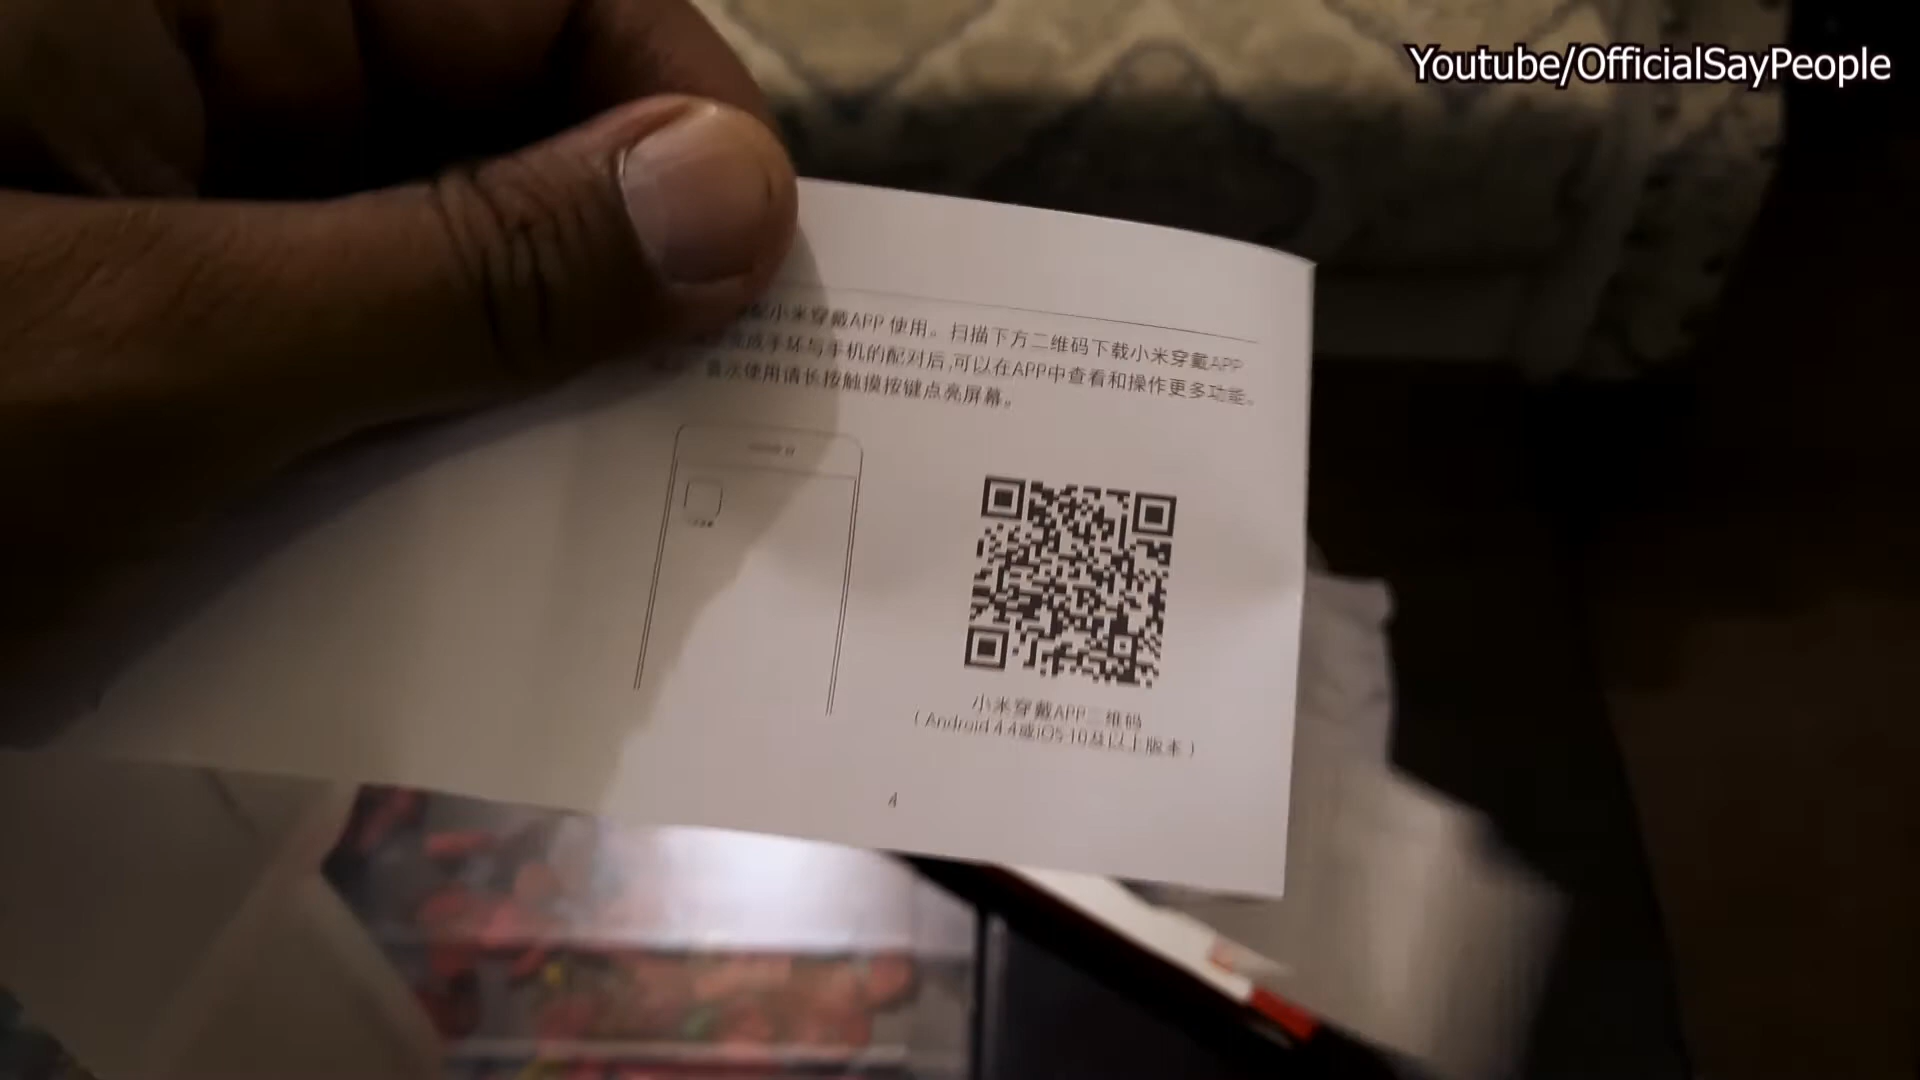 Youtube/OfficialSayPeople
配小米穿戴APP 使用。扫描下方二维码下载小米穿戴APP
完成手环与手机的配对后,可以在APP中查看和操作更多功能。
首次使用请长按触摸按键点亮屏幕。
小米穿戴APP二维码
(Android 4.4或iOS 10及以上版本)
4